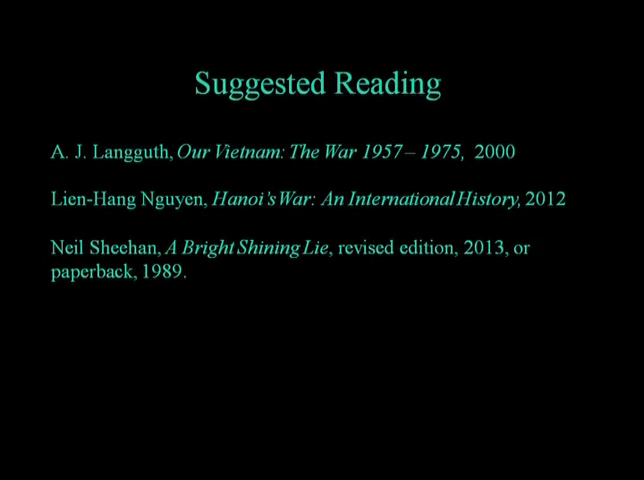 Suggested Reading
A. J. Langguth, Our Vietnam: The War 1957 – 1975, 2000
Lien-Hang Nguyen, Hanoi's War: An International History, 2012
Neil Sheehan, A Bright Shining Lie, revised edition, 2013, or
paperback, 1989.